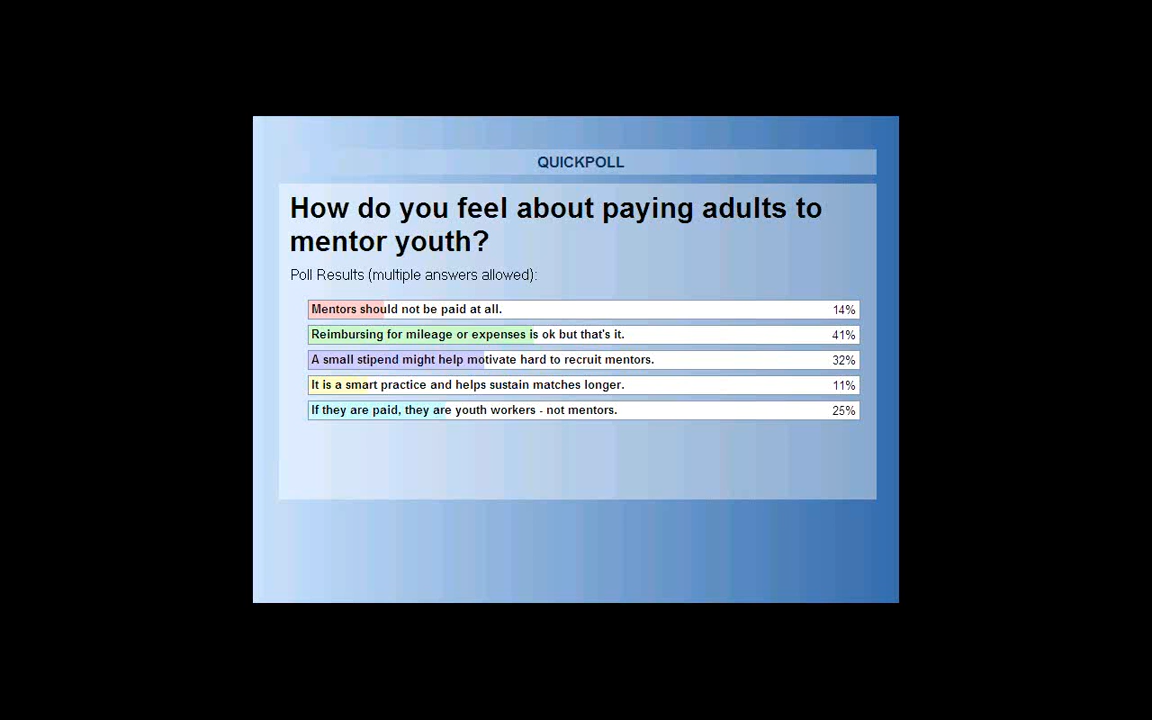 QUICKPOLL
How do you feel about paying adults to
mentor youth?
Poll Results (multiple answers allowed):
Mentors should not be paid at all. 14%
Reimbursing for mileage or expenses is ok but that's it. 41%
A small stipend might help motivate hard to recruit mentors. 32%
It is a smart practice and helps sustain matches longer. 11%
If they are paid, they are youth workers - not mentors. 25%